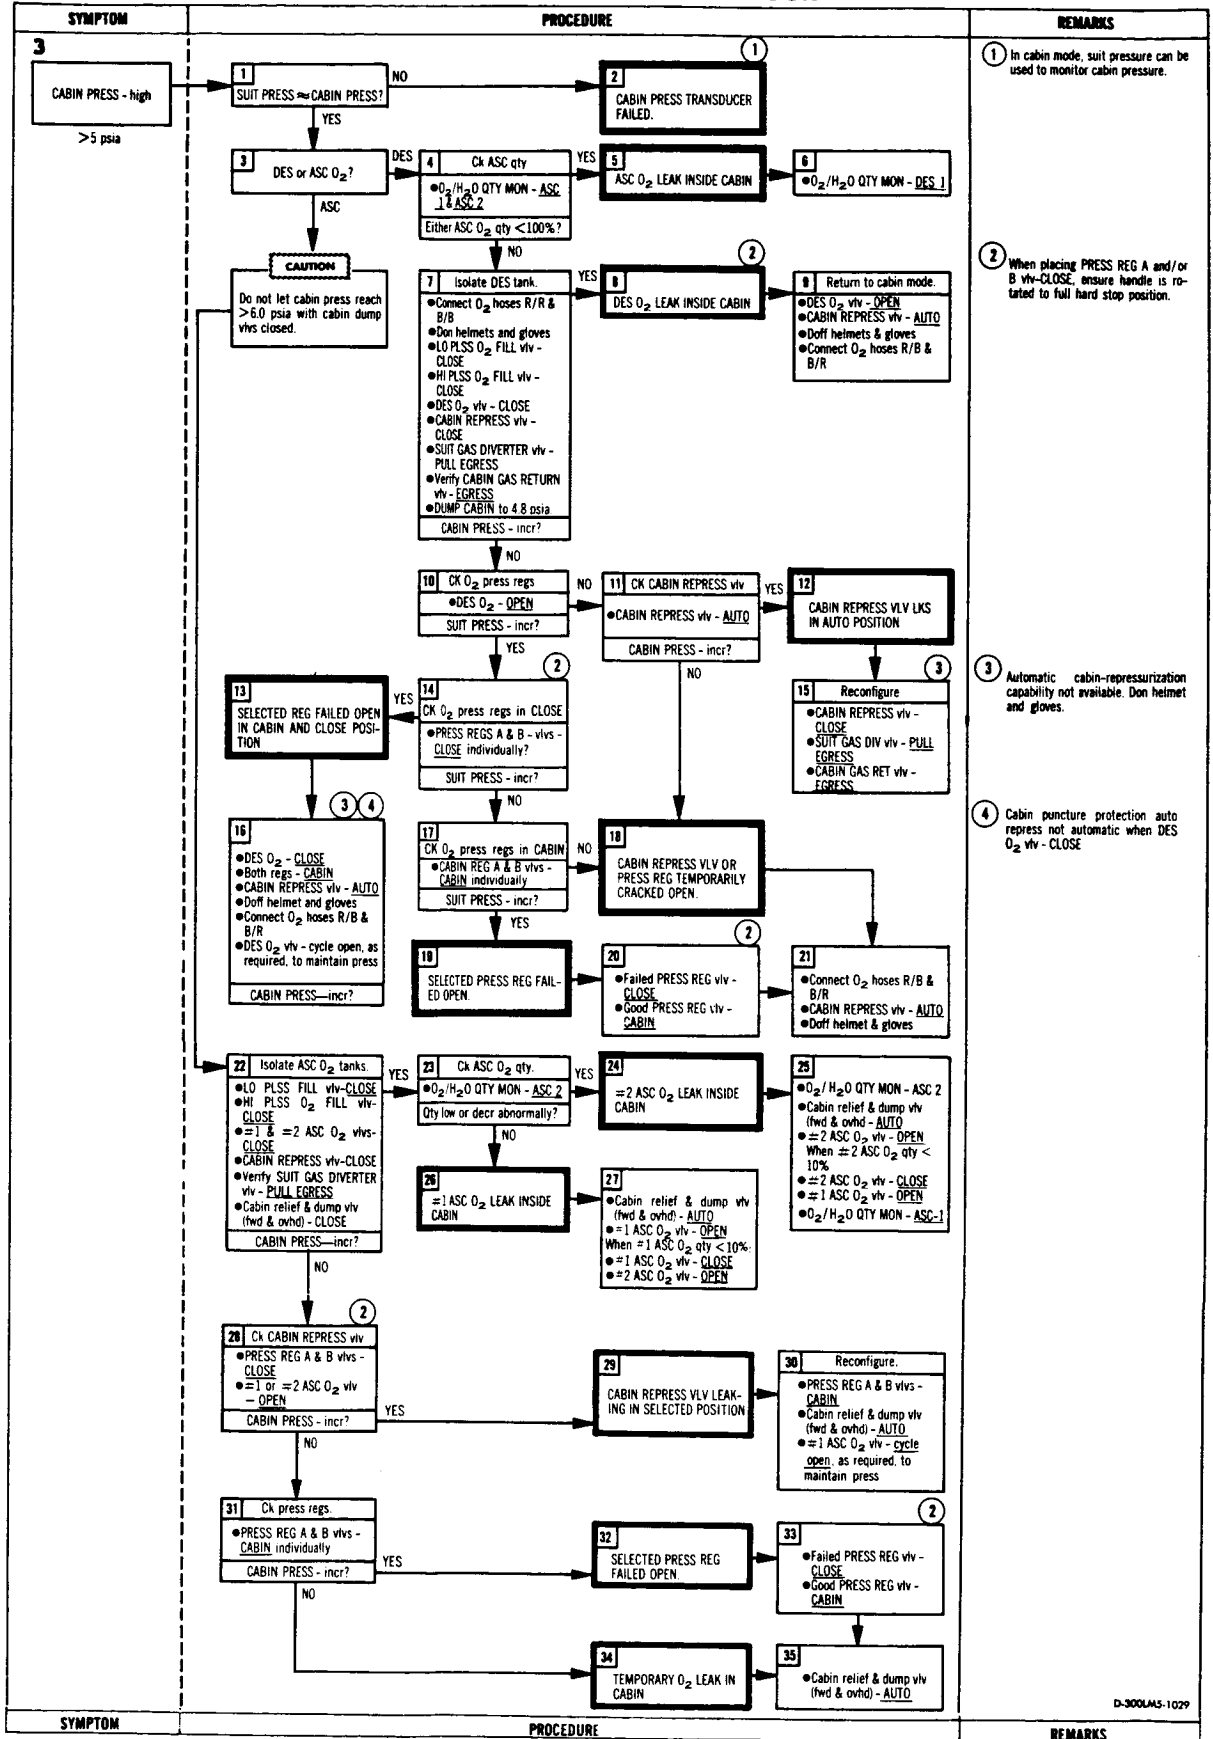 SYMPTOM
PROCEDURE
REMARKS
3
CABIN PRESS - high
>5 psia
1
SUIT PRESS ≈ CABIN PRESS?
NO
YES
1
2
CABIN PRESS TRANSDUCER
FAILED.
1
In cabin mode, suit pressure can be
used to monitor cabin pressure.
3
DES or ASC O2?
DES
ASC
4
Ck ASC qty
●O2/H2O QTY MON - ASC
1 & ASC 2
Either ASC O2 qty <100%?
YES
NO
5
ASC O2 LEAK INSIDE CABIN
6
●O2/H2O QTY MON - DES 1
CAUTION
Do not let cabin press reach
>6.0 psia with cabin dump
vlvs closed.
7
Isolate DES tank.
●Connect O2 hoses R/R &
B/B
●Don helmets and gloves
●LO PLSS O2 FILL vlv -
CLOSE
●HI PLSS O2 FILL vlv -
CLOSE
●DES O2 vlv - CLOSE
●CABIN REPRESS vlv -
CLOSE
●SUIT GAS DIVERTER vlv -
PULL EGRESS
●Verify CABIN GAS RETURN
vlv - EGRESS
●DUMP CABIN to 4.8 psia
CABIN PRESS - incr?
YES
NO
2
8
DES O2 LEAK INSIDE CABIN
9
Return to cabin mode.
●DES O2 vlv - OPEN
●CABIN REPRESS vlv - AUTO
●Doff helmets & gloves
●Connect O2 hoses R/B &
B/R
2
When placing PRESS REG A and/or
B vlv-CLOSE, ensure handle is ro-
tated to full hard stop position.
10
CK O2 press regs
●DES O2 - OPEN
SUIT PRESS - incr?
NO
YES
11
CK CABIN REPRESS vlv
●CABIN REPRESS vlv - AUTO
CABIN PRESS - incr?
YES
NO
12
CABIN REPRESS VLV LKS
IN AUTO POSITION
13
SELECTED REG FAILED OPEN
IN CABIN AND CLOSE POSI-
TION
YES
2
14
CK O2 press regs in CLOSE
●PRESS REGS A & B - vlvs -
CLOSE individually?
SUIT PRESS - incr?
NO
3
15
Reconfigure
●CABIN REPRESS vlv -
CLOSE
●SUIT GAS DIV vlv - PULL
EGRESS
●CABIN GAS RET vlv -
EGRESS
3
Automatic cabin-repressurization
capability not available. Don helmet
and gloves.
3
4
16
●DES O2 - CLOSE
●Both regs - CABIN
●CABIN REPRESS vlv - AUTO
●Doff helmet and gloves
●Connect O2 hoses R/B &
B/R
●DES O2 vlv - cycle open, as
required, to maintain press
CABIN PRESS—incr?
17
CK O2 press regs in CABIN
●CABIN REG A & B vlvs -
CABIN individually
SUIT PRESS - incr?
NO
YES
18
CABIN REPRESS VLV OR
PRESS REG TEMPORARILY
CRACKED OPEN.
4
Cabin puncture protection auto
repress not automatic when DES
O2 vlv - CLOSE
19
SELECTED PRESS REG FAIL-
ED OPEN.
2
20
●Failed PRESS REG vlv -
CLOSE
●Good PRESS REG vlv -
CABIN
21
●Connect O2 hoses R/B &
B/R
●CABIN REPRESS vlv - AUTO
●Doff helmet & gloves
22
Isolate ASC O2 tanks.
●LO PLSS FILL vlv-CLOSE
●HI PLSS O2 FILL vlv-
CLOSE
●#1 & #2 ASC O2 vlvs-
CLOSE
●CABIN REPRESS vlv-CLOSE
●Verify SUIT GAS DIVERTER
vlv - PULL EGRESS
●Cabin relief & dump vlv
(fwd & ovhd) - CLOSE
CABIN PRESS—incr?
YES
NO
23
Ck ASC O2 qty.
●O2/H2O QTY MON - ASC 2
Qty low or decr abnormally?
YES
NO
24
#2 ASC O2 LEAK INSIDE
CABIN
25
●O2/H2O QTY MON - ASC 2
●Cabin relief & dump vlv
(fwd & ovhd - AUTO
●#2 ASC O2 vlv - OPEN
When #2 ASC O2 qty <
10%
●#2 ASC O2 vlv - CLOSE
●#1 ASC O2 vlv - OPEN
●O2/H2O QTY MON - ASC-1
26
#1 ASC O2 LEAK INSIDE
CABIN
27
●Cabin relief & dump vlv
(fwd & ovhd) - AUTO
●#1 ASC O2 vlv - OPEN
When #1 ASC O2 qty <10%:
●#1 ASC O2 vlv - CLOSE
●#2 ASC O2 vlv - OPEN
2
28
Ck CABIN REPRESS vlv
●PRESS REG A & B vlvs -
CLOSE
●#1 or #2 ASC O2 vlv
- OPEN
CABIN PRESS - incr?
YES
NO
29
CABIN REPRESS VLV LEAK-
ING IN SELECTED POSITION
30
Reconfigure.
●PRESS REG A & B vlvs -
CABIN
●Cabin relief & dump vlv
(fwd & ovhd) - AUTO
●#1 ASC O2 vlv - cycle
open, as required, to
maintain press
31
Ck press regs.
●PRESS REG A & B vlvs -
CABIN individually
CABIN PRESS - incr?
YES
NO
32
SELECTED PRESS REG
FAILED OPEN.
2
33
●Failed PRESS REG vlv -
CLOSE
●Good PRESS REG vlv -
CABIN
34
TEMPORARY O2 LEAK IN
CABIN
35
●Cabin relief & dump vlv
(fwd & ovhd) - AUTO
D-300LM5-1029
SYMPTOM
PROCEDURE
REMARKS